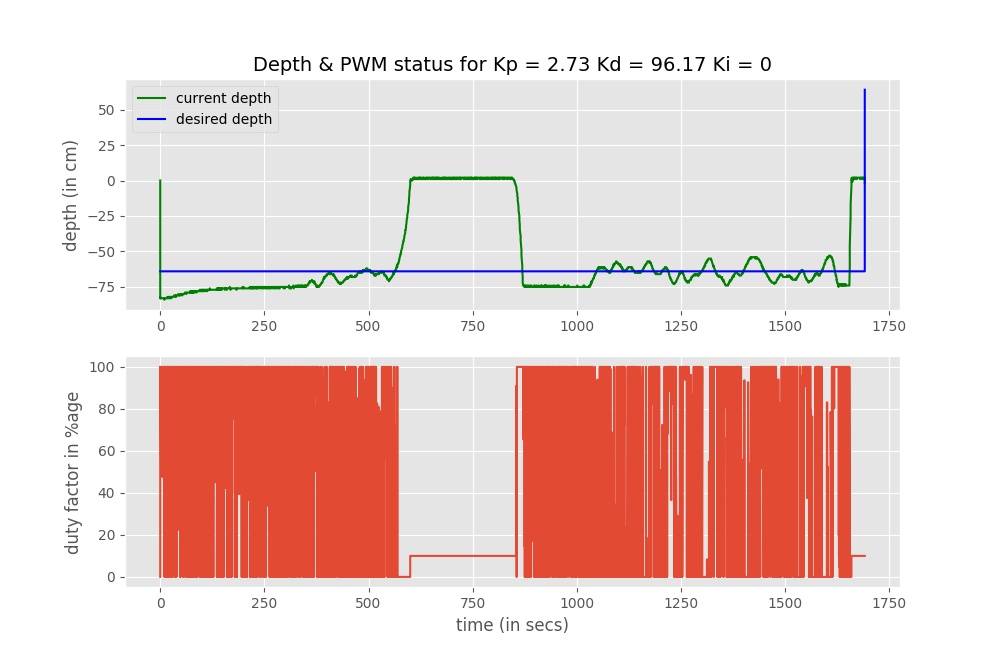 Depth & PWM status for Kp = 2.73 Kd = 96.17 Ki = 0
current depth
desired depth
depth (in cm)
50
25
0
−25
−50
−75
0 250 500 750 1000 1250 1500 1750
duty factor in %age
100
80
60
40
20
0
0 250 500 750 1000 1250 1500 1750
time (in secs)